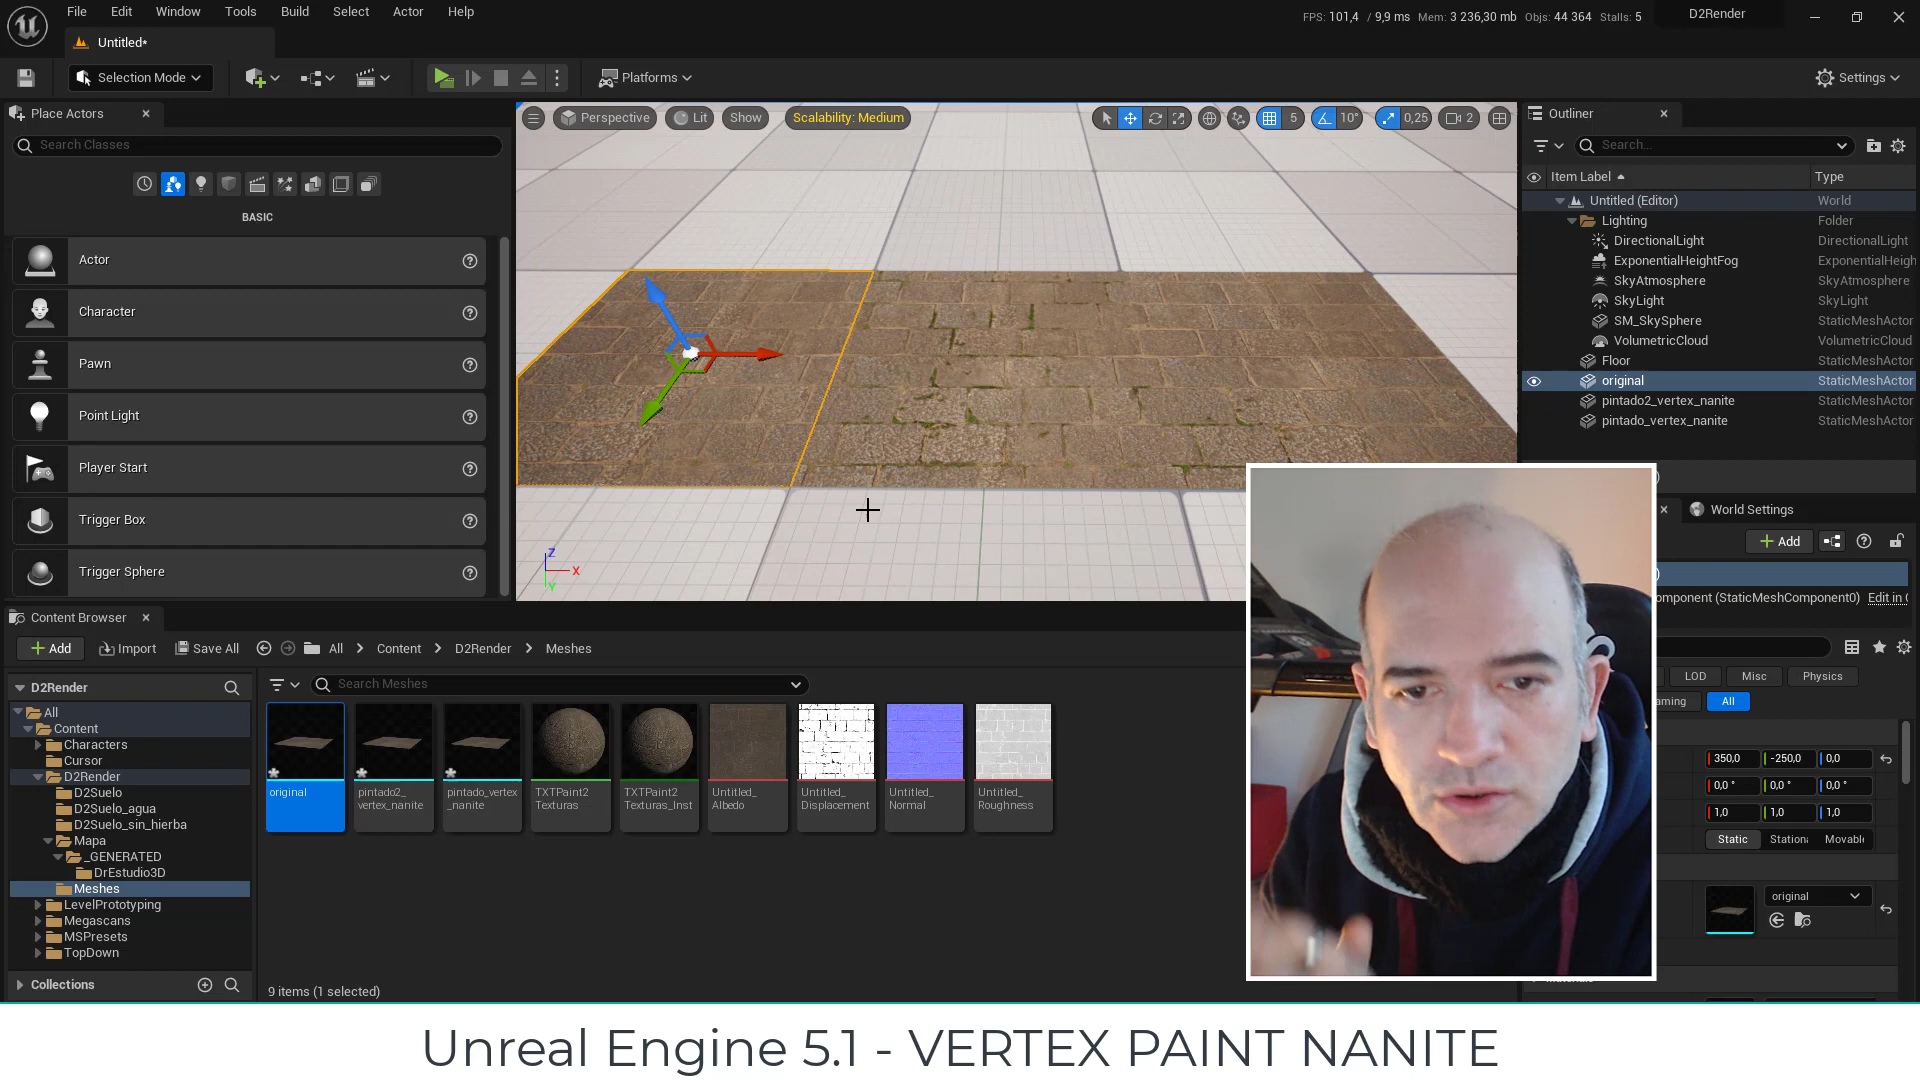 File Edit Window Tools Build Select Actor Help
FPS: 101,4 / 9,9 ms Mem: 3 236,30 mb Objs: 44 364 Stalls: 5
D2Render
Untitled*
Selection Mode
Platforms
Settings
Place Actors
Search Classes
BASIC
Actor
Character
Pawn
Point Light
Player Start
Trigger Box
Trigger Sphere
Perspective
Lit
Show
Scalability: Medium
5
10°
0,25
2
Z
X
Y
Outliner
Search...
Item Label Type
Untitled (Editor) World
Lighting Folder
DirectionalLight DirectionalLight
ExponentialHeightFog ExponentialHeigh
SkyAtmosphere SkyAtmosphere
SkyLight SkyLight
SM_SkySphere StaticMeshActor
VolumetricCloud VolumetricCloud
Floor StaticMeshActor
original StaticMeshActor
pintado2_vertex_nanite StaticMeshActor
pintado_vertex_nanite StaticMeshActor
World Settings
Add
omponent (StaticMeshComponent0) Edit in
LOD Misc Physics
aming All
350,0 -250,0 0,0
0,0 ° 0,0 ° 0,0 °
1,0 1,0 1,0
Static Station Movabl
original
Content Browser
Add Import Save All All Content D2Render Meshes
D2Render
Search Meshes
All
Content
Characters
Cursor
D2Render
D2Suelo
D2Suelo_agua
D2Suelo_sin_hierba
Mapa
_GENERATED
DrEstudio3D
Meshes
LevelPrototyping
Megascans
MSPresets
TopDown
Collections
original
pintado2_
vertex_nanite
pintado_vertex
_nanite
TXTPaint2
Texturas
TXTPaint2
Texturas_Inst
Untitled_
Albedo
Untitled_
Displacement
Untitled_
Normal
Untitled_
Roughness
9 items (1 selected)
Unreal Engine 5.1 - VERTEX PAINT NANITE